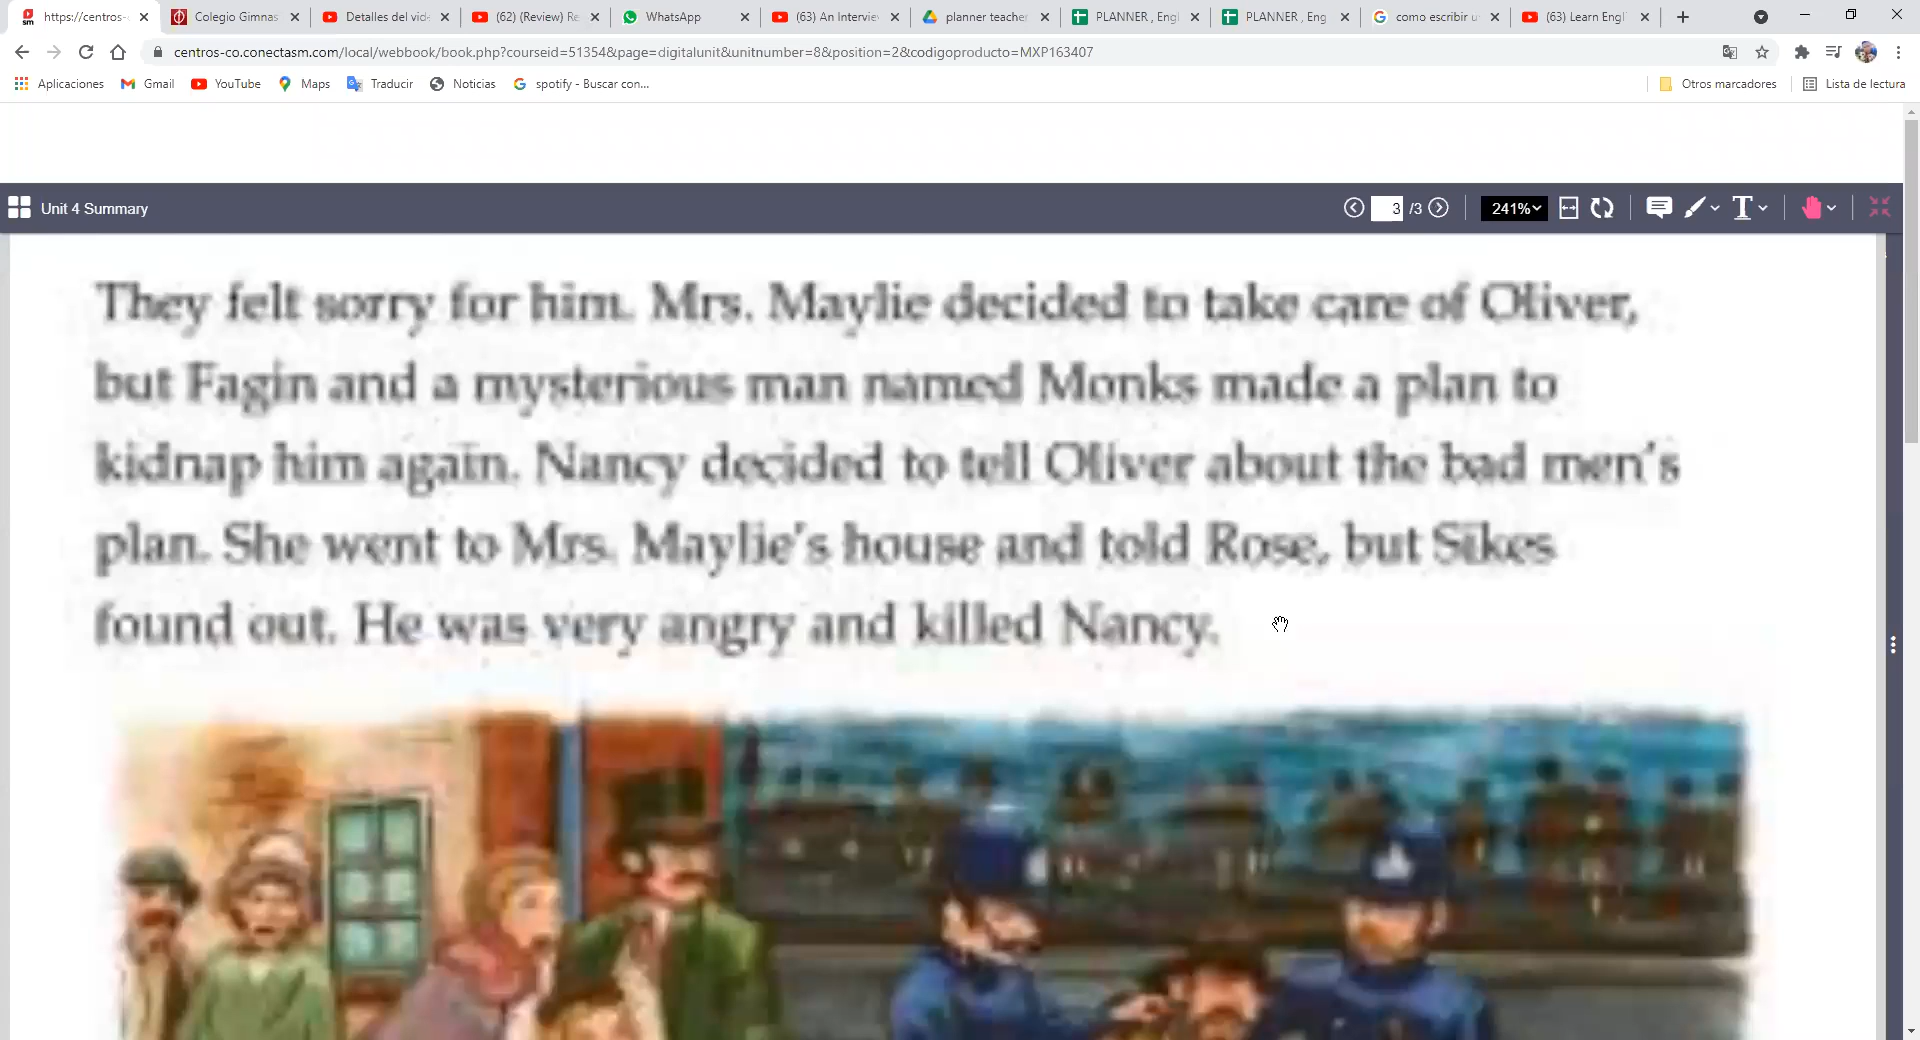 https://centros-
Colegio Gimnas
Detalles del vid
(62) (Review) Re
WhatsApp
(63) An Intervie
planner teacher
PLANNER , Engl
PLANNER , Eng
como escribir u
(63) Learn Engl
centros-co.conectasm.com/local/webbook/book.php?courseid=51354&page=digitalunit&unitnumber=8&position=2&codigoproducto=MXP163407
Aplicaciones
Gmail
YouTube
Maps
Traducir
Noticias
spotify - Buscar con...
Otros marcadores
Lista de lectura
Unit 4 Summary
3 /3
241%
They felt sorry for him. Mrs. Maylie decided to take care of Oliver,
but Fagin and a mysterious man named Monks made a plan to
kidnap him again. Nancy decided to tell Oliver about the bad men's
plan. She went to Mrs. Maylie's house and told Rose, but Sikes
found out. He was very angry and killed Nancy.